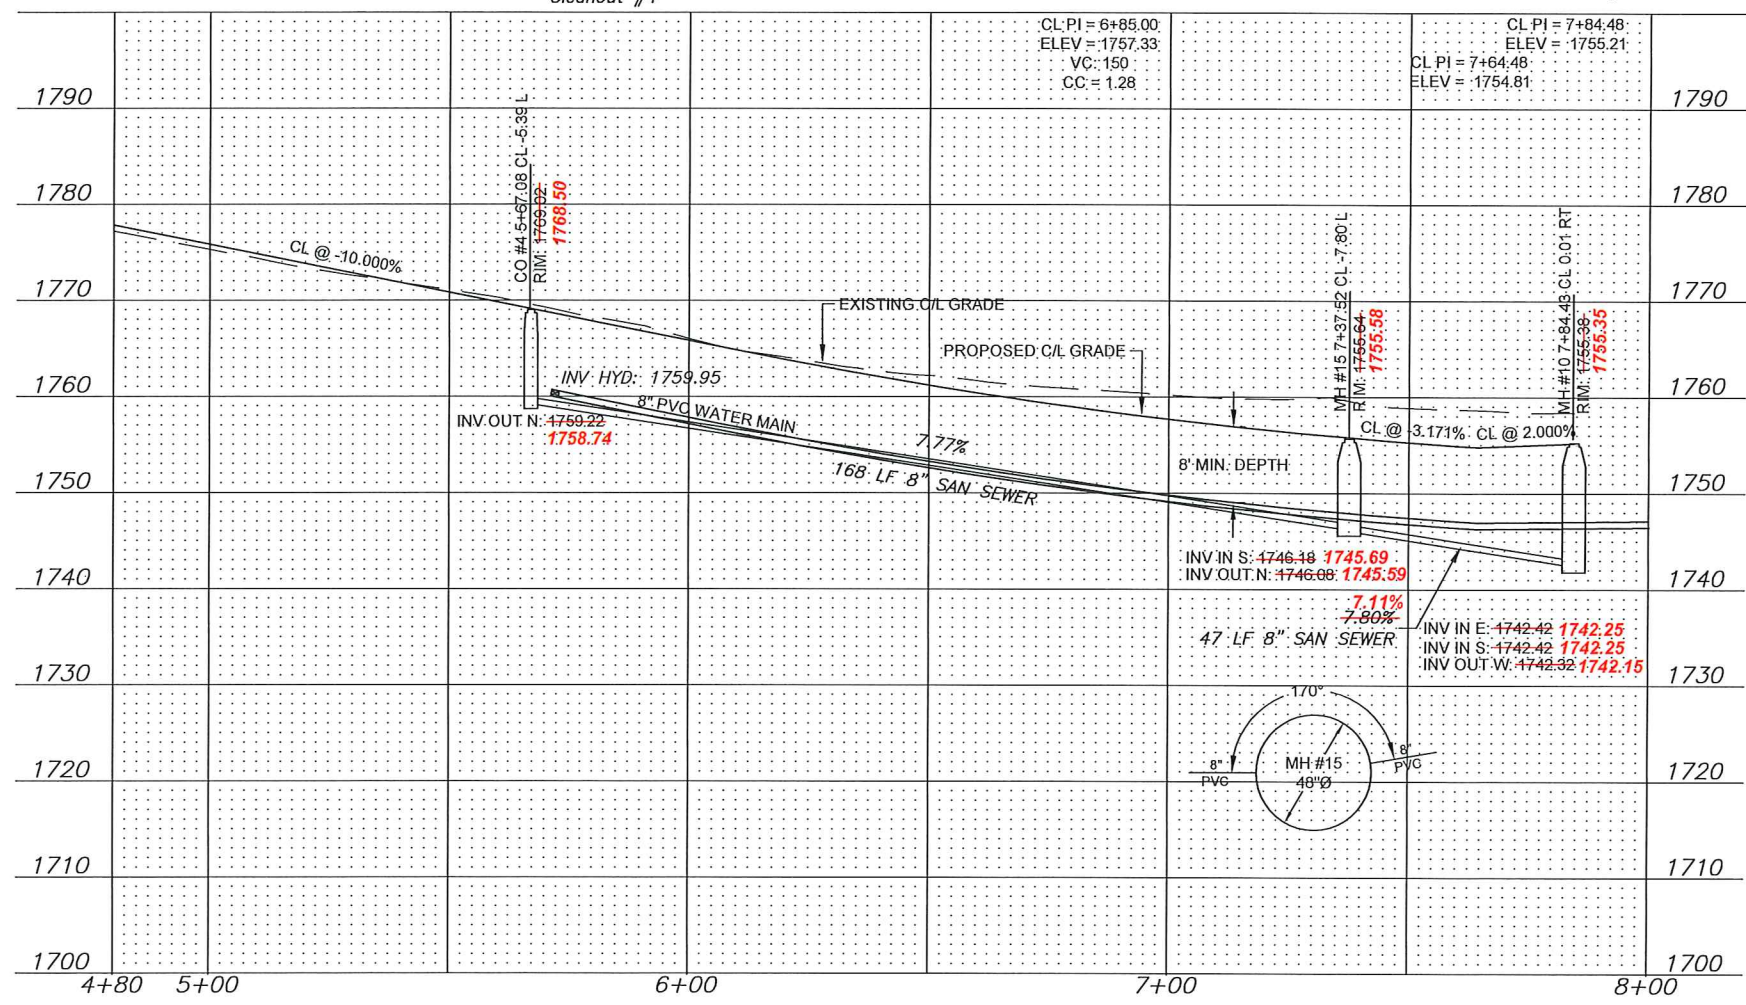 CL PI = 6+85.00
ELEV = 1757.33
VC: 150
CC = 1.28
CL PI = 7+84.48
ELEV = 1755.21
CL PI = 7+64.48
ELEV = 1754.81
1790
1790
1780
1780
1770
1770
1760
1760
1750
1750
1740
1740
1730
1730
1720
1720
1710
1710
1700
1700
CO #4 5+67.08 CL -5.39 L
RIM: 1769.02
1768.50
CL @ -10.000%
EXISTING C/L GRADE
PROPOSED C/L GRADE
MH #15 7+37.52 CL -7.80 L
RIM: 1755.64
1755.58
MH #10 7+84.43 CL 0.01 RT
RIM: 1755.38
1755.35
INV HYD: 1759.95
8" PVC WATER MAIN
INV OUT N: 1759.22
1758.74
7.77%
168 LF 8" SAN SEWER
CL @ -3.171%
CL @ 2.000%
8' MIN. DEPTH
INV IN S: 1746.18 1745.69
INV OUT N: 1746.08 1745.59
7.11%
7.80%
47 LF 8" SAN SEWER
INV IN E: 1742.42 1742.25
INV IN S: 1742.42 1742.25
INV OUT W: 1742.32 1742.15
170°
8"
PVC
MH #15
48"Ø
8"
PVC
4+80
5+00
6+00
7+00
8+00